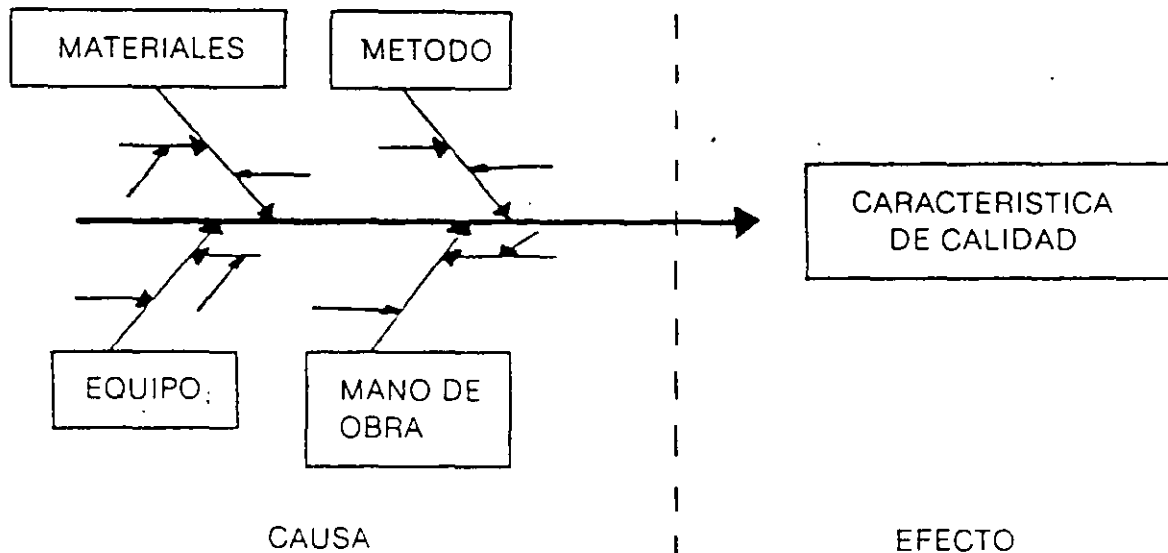 MATERIALES
METODO
CARACTERISTICA
DE CALIDAD
EQUIPO
MANO DE
OBRA
CAUSA
EFECTO